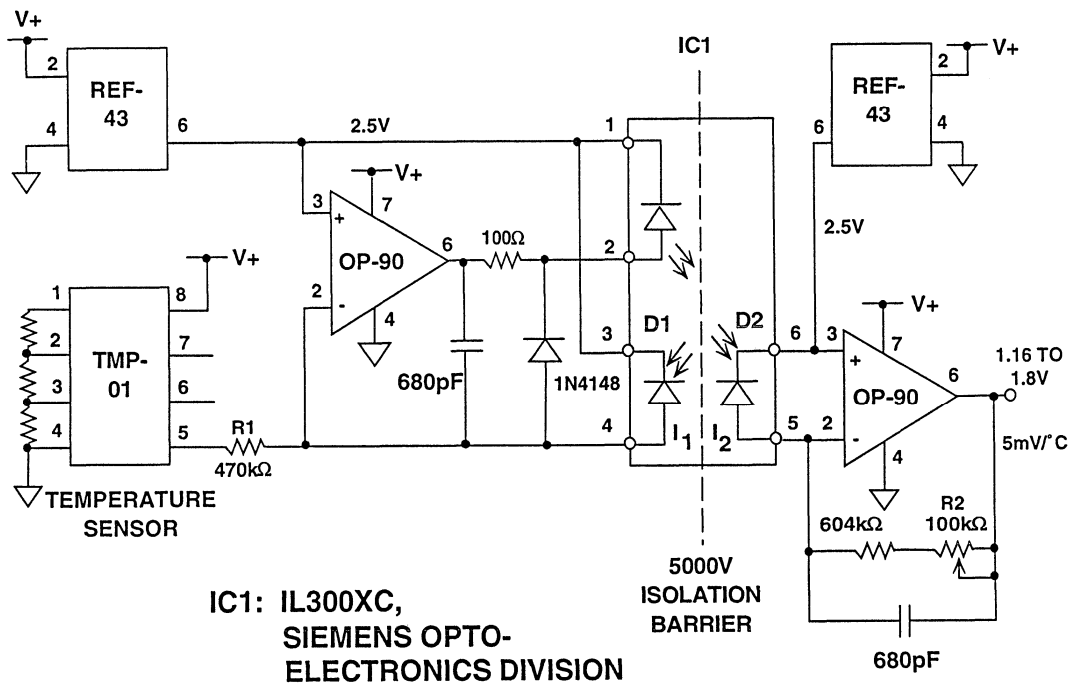 V+
2
REF-
43
4
6
2.5V
1
IC1
V+
2
REF-
43
6
4
3
+
V+
7
OP-90
6
100Ω
2
2
-
4
680pF
1N4148
2.5V
V+
1
8
2
7
TMP-
01
3
6
4
5
R1
470kΩ
TEMPERATURE
SENSOR
3
D1
D2
6
4
I1
I2
5
3
+
V+
7
OP-90
6
2
-
4
1.16 TO
1.8V
5mV/°C
604kΩ
R2
100kΩ
680pF
5000V
ISOLATION
BARRIER
IC1: IL300XC,
SIEMENS OPTO-
ELECTRONICS DIVISION